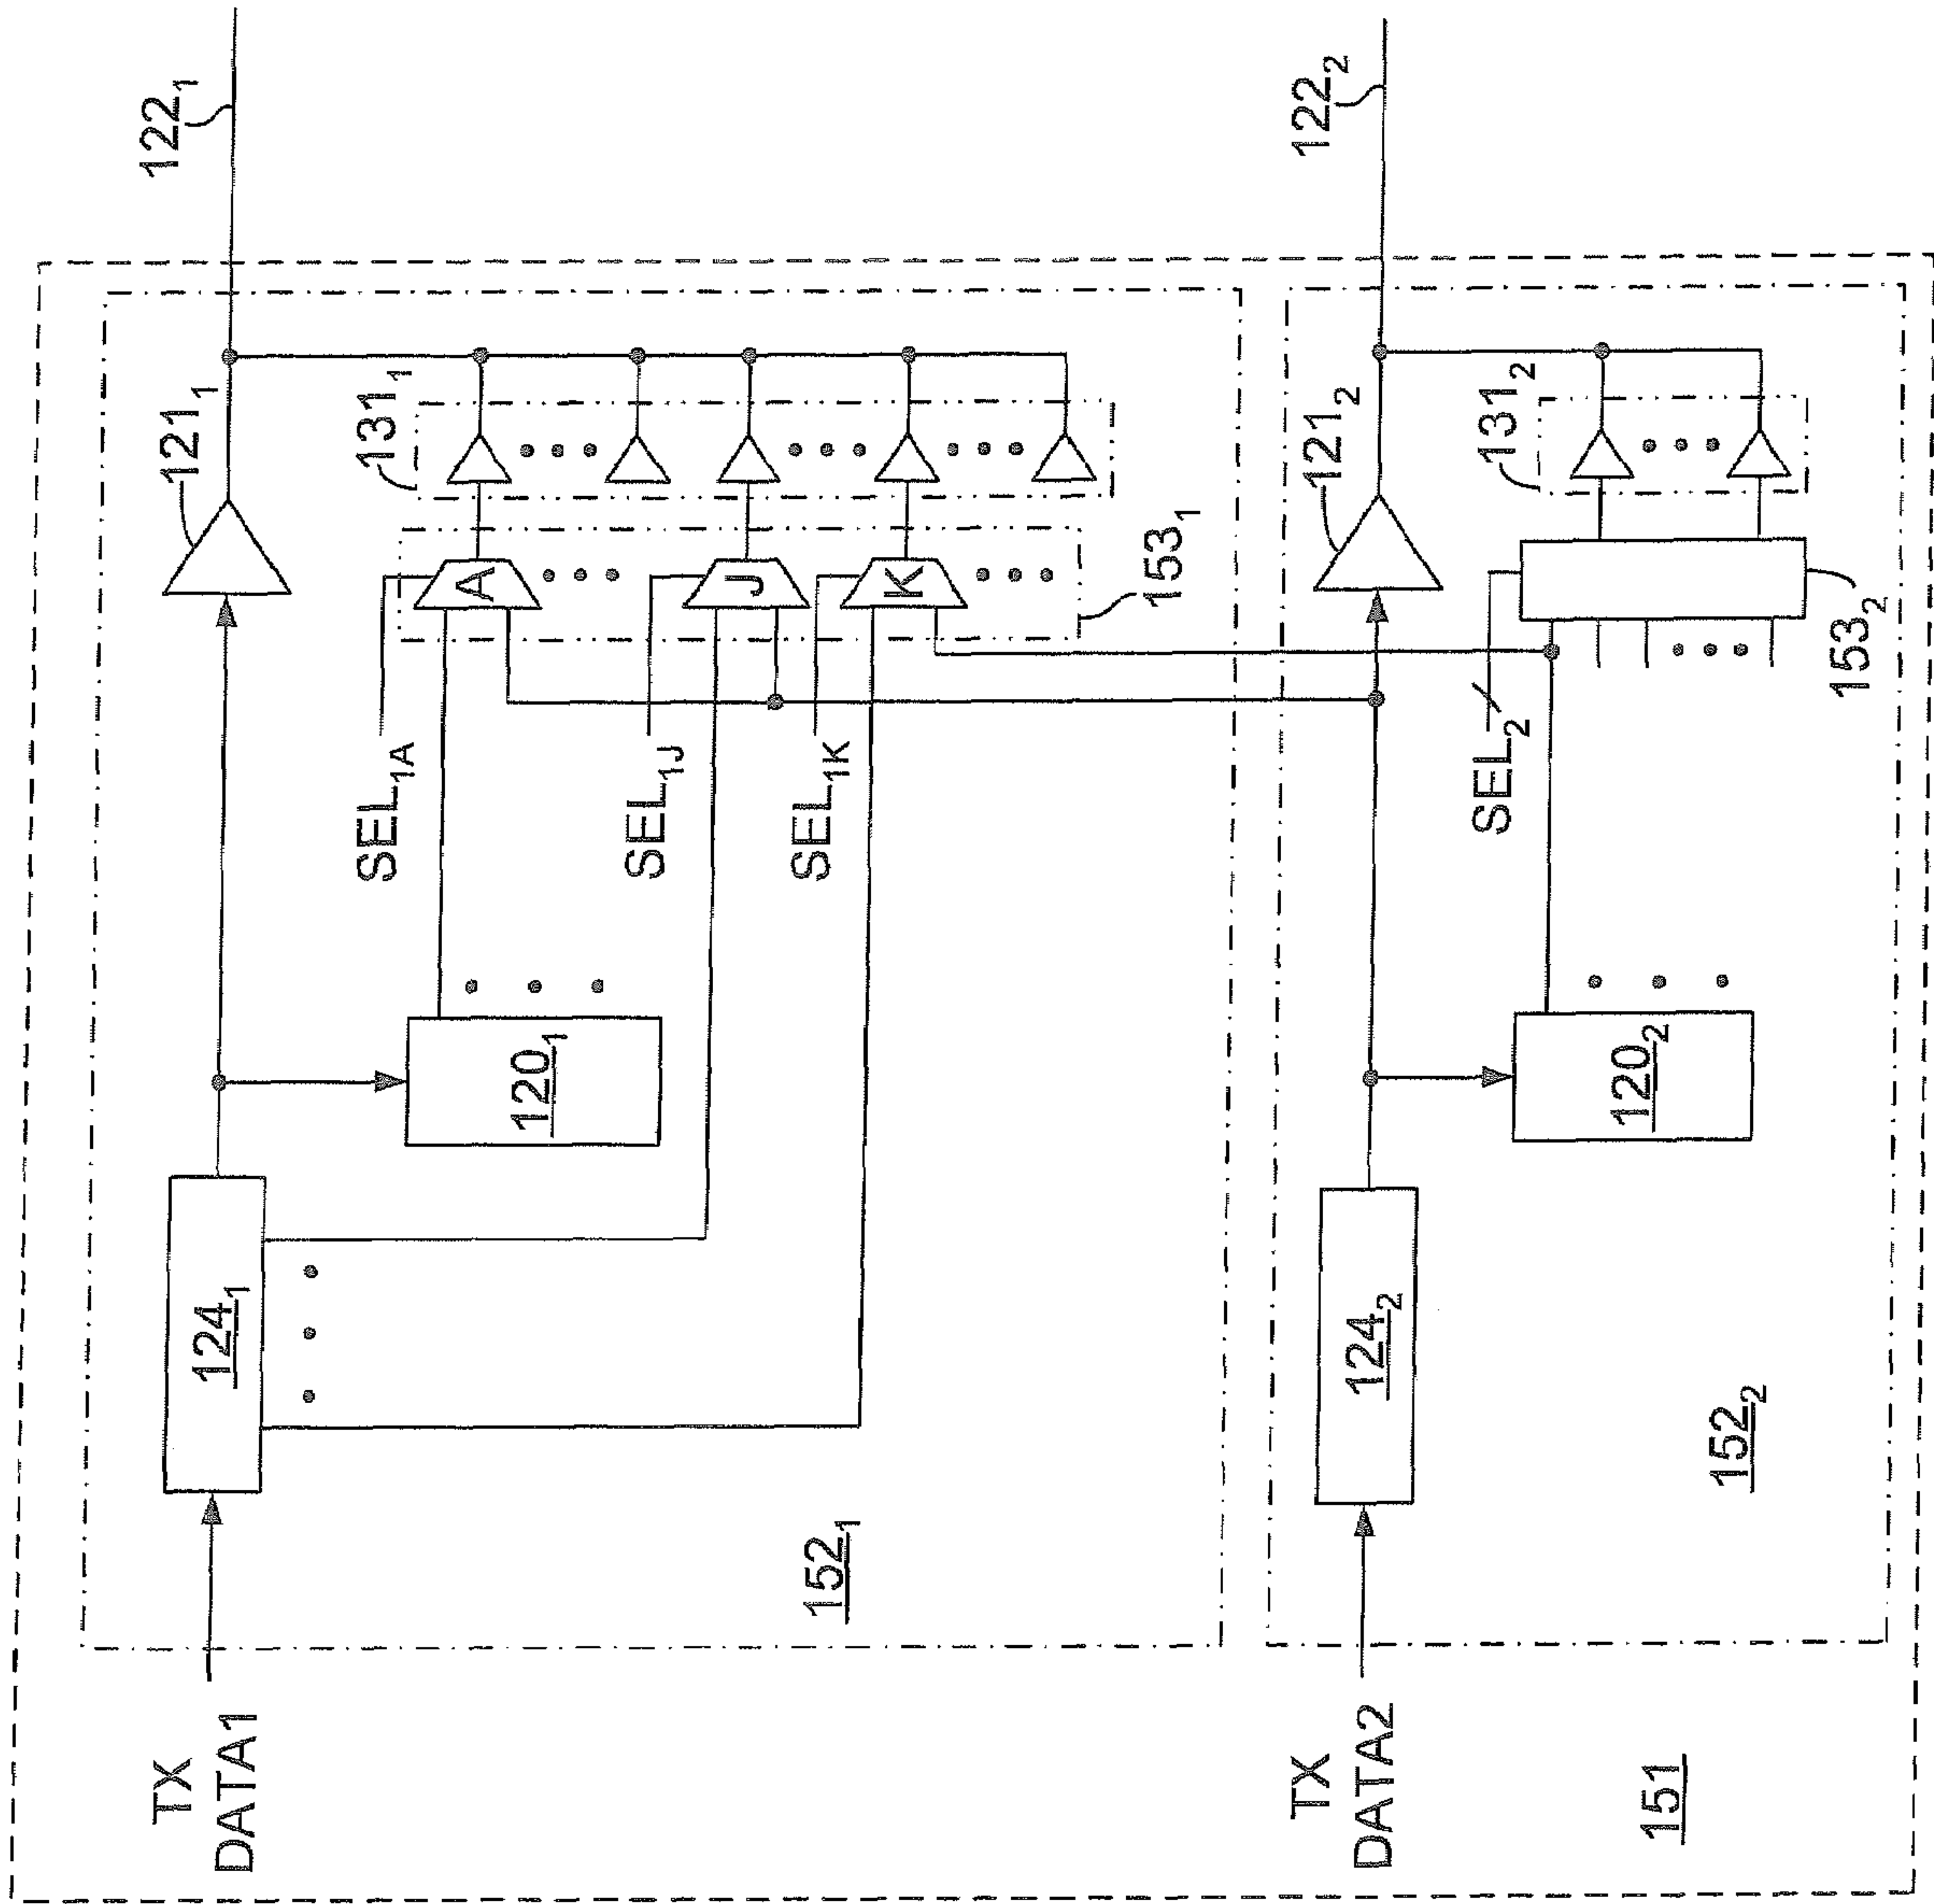 TX
DATA1
124₁
120₁
152₁
SEL₁A
SEL₁J
SEL₁K
A
J
K
153₁
131₁
121₁
122₁
TX
DATA2
124₂
120₂
152₂
SEL₂
153₂
131₂
121₂
122₂
151